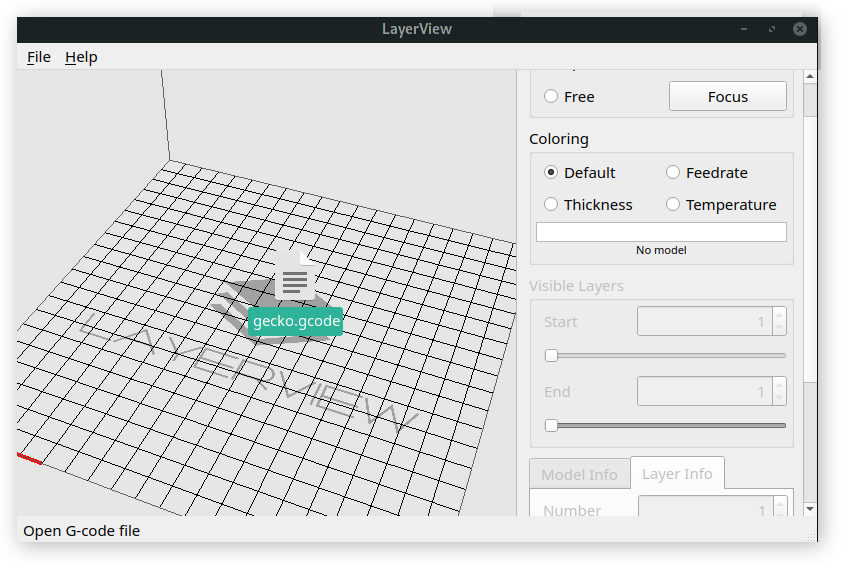 LayerView
File Help
Free
Focus
Coloring
Default
Feedrate
Thickness
Temperature
No model
gecko.gcode
LAYERVIEW
Visible Layers
Start
1
End
1
Model Info
Layer Info
Number
1
Open G-code file